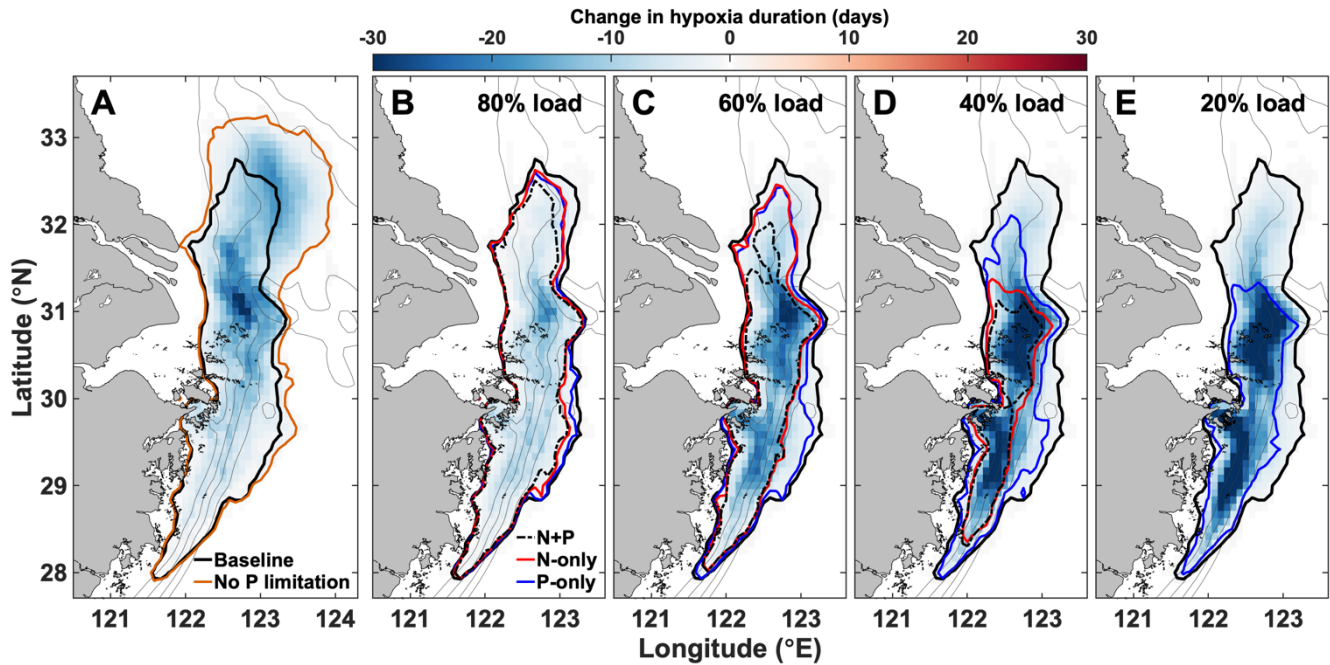 Change in hypoxia duration (days)
-30 -20 -10 0 10 20 30
A
B 80% load
C 60% load
D 40% load
E 20% load
33
32
31
30
29
28
Latitude (°N)
Baseline
No P limitation
N+P
N-only
P-only
121 122 123 124
121 122 123
121 122 123
121 122 123
121 122 123
Longitude (°E)